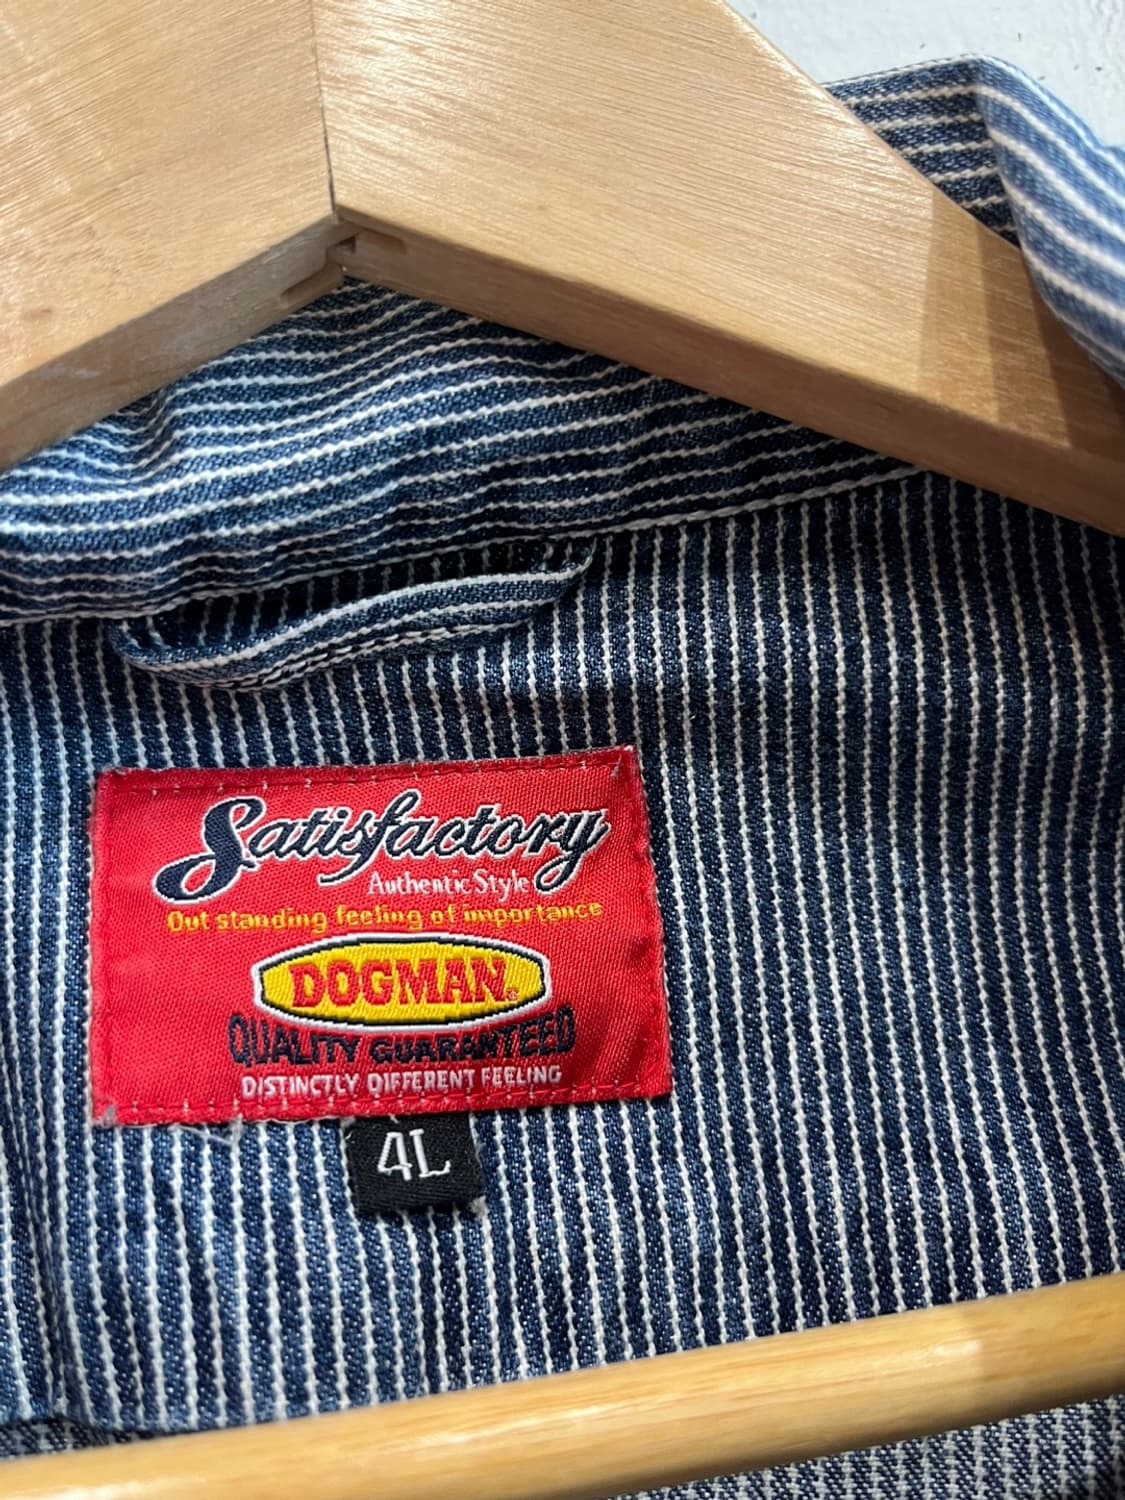 Satisfactory
Authentic Style
Out standing feeling of importance
DOGMAN®
QUALITY GUARANTEED
DISTINCTLY DIFFERENT FEELING
4L